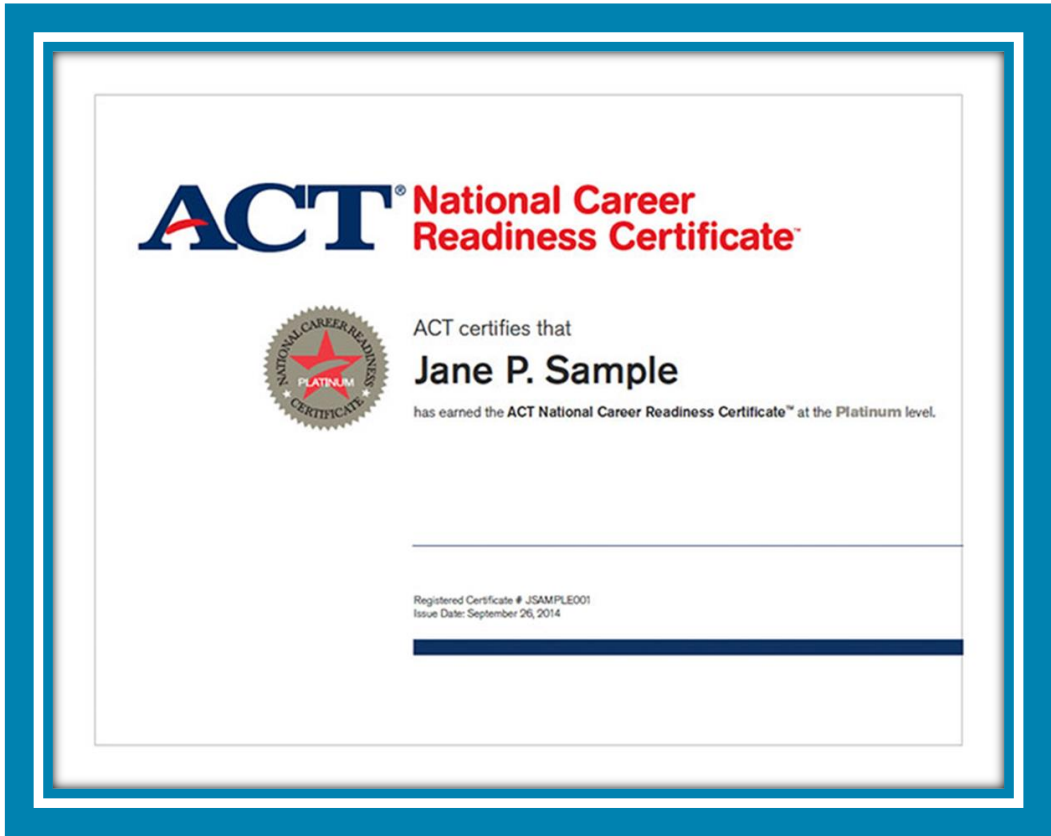 ACT® National Career
Readiness Certificate™
NATIONAL CAREER READINESS
PLATINUM
CERTIFICATE
ACT certifies that
Jane P. Sample
has earned the ACT National Career Readiness Certificate™ at the Platinum level.
Registered Certificate # JSAMPLE001
Issue Date: September 26, 2014